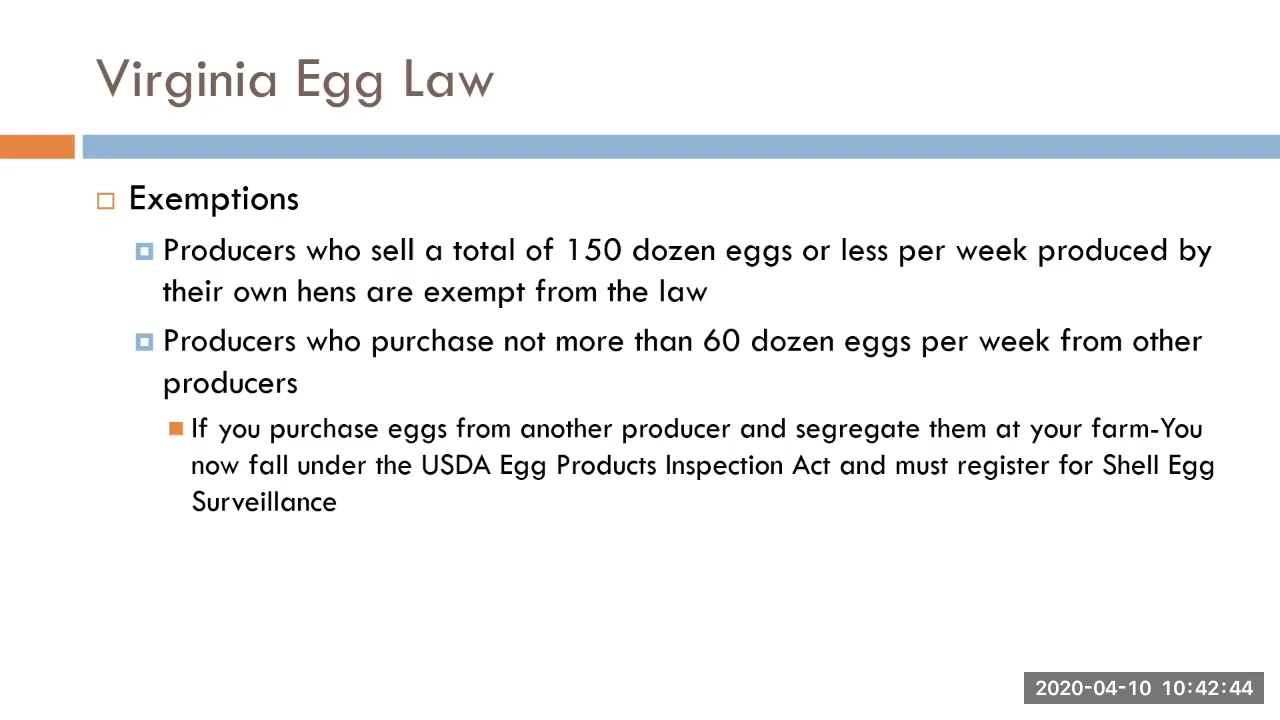 Virginia Egg Law
Exemptions
Producers who sell a total of 150 dozen eggs or less per week produced by
their own hens are exempt from the law
Producers who purchase not more than 60 dozen eggs per week from other
producers
If you purchase eggs from another producer and segregate them at your farm-You
now fall under the USDA Egg Products Inspection Act and must register for Shell Egg
Surveillance
2020-04-10 10:42:44